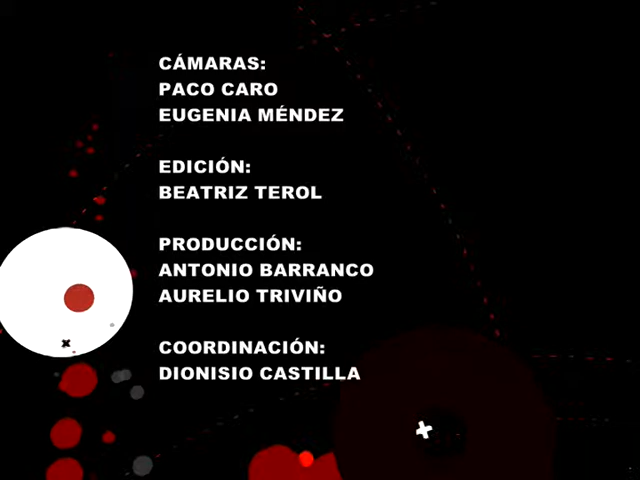 CÁMARAS:
PACO CARO
EUGENIA MÉNDEZ
EDICIÓN:
BEATRIZ TEROL
PRODUCCIÓN:
ANTONIO BARRANCO
AURELIO TRIVIÑO
COORDINACIÓN:
DIONISIO CASTILLA